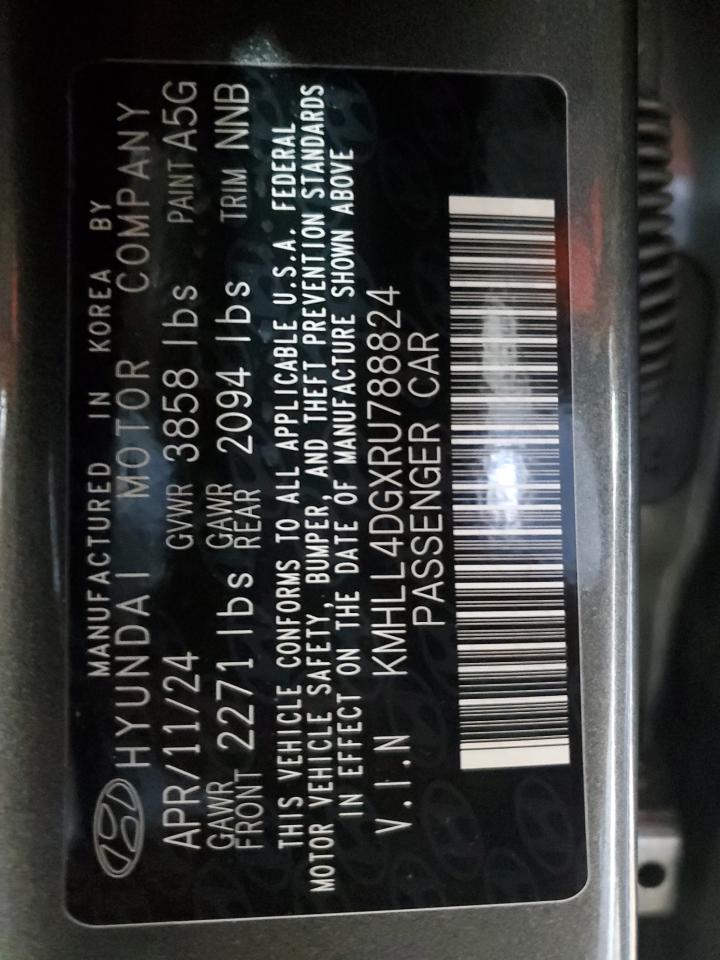 MANUFACTURED IN KOREA BY
HYUNDAI MOTOR COMPANY
APR/11/24 GVWR 3858 lbs PAINT A5G
GAWR FRONT 2271 lbs GAWR REAR 2094 lbs TRIM NNB
THIS VEHICLE CONFORMS TO ALL APPLICABLE U.S.A. FEDERAL
MOTOR VEHICLE SAFETY, BUMPER, AND THEFT PREVENTION STANDARDS
IN EFFECT ON THE DATE OF MANUFACTURE SHOWN ABOVE
V.I.N KMHLL4DGXRU788824
PASSENGER CAR